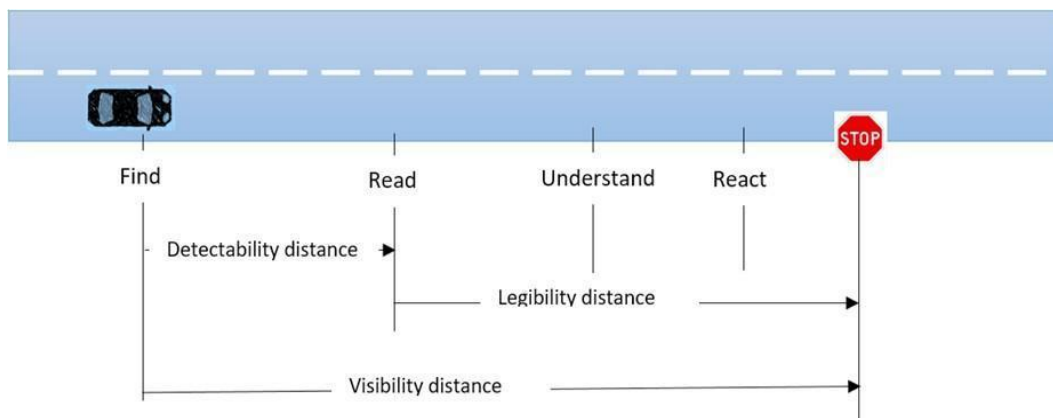 STOP
Find
Read
Understand
React
Detectability distance
Legibility distance
Visibility distance